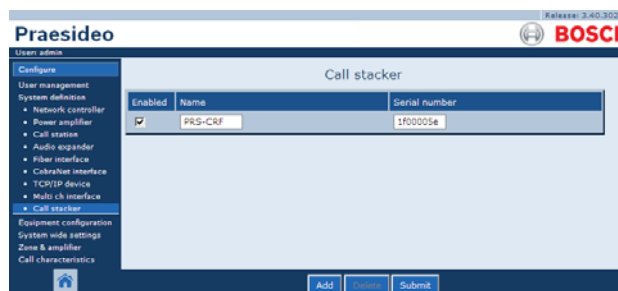 Release: 3.40.302
Praesideo
BOSCH
User: admin
Configure
User management
System definition
• Network controller
• Power amplifier
• Call station
• Audio expander
• Fiber interface
• CobraNet interface
• TCP/IP device
• Multi ch interface
• Call stacker
Equipment configuration
System wide settings
Zone & amplifier
Call characteristics
Call stacker
Enabled Name Serial number
PRS-CRF 1f00005e
Add Delete Submit